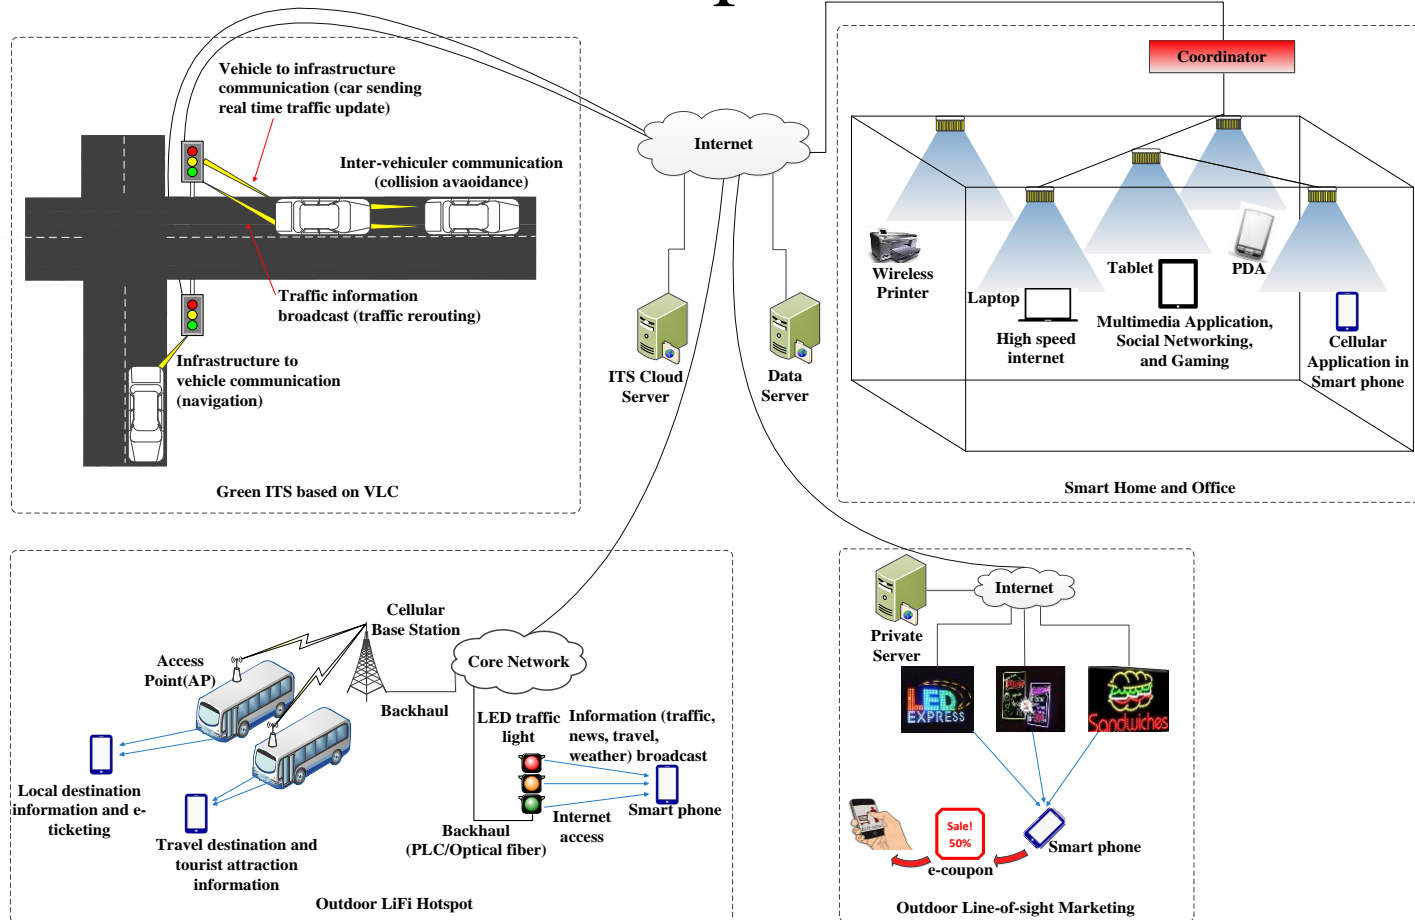 Vehicle to infrastructure
communication (car sending
real time traffic update)
Inter-vehiculer communication
(collision avaoidance)
Traffic information
broadcast (traffic rerouting)
Infrastructure to
vehicle communication
(navigation)
Green ITS based on VLC
Internet
ITS Cloud
Server
Data
Server
Coordinator
Wireless
Printer
Laptop
High speed
internet
Tablet
Multimedia Application,
Social Networking,
and Gaming
PDA
Cellular
Application in
Smart phone
Smart Home and Office
Cellular
Base Station
Access
Point(AP)
Core Network
Backhaul
LED traffic
light
Information (traffic,
news, travel,
weather) broadcast
Smart phone
Internet
access
Backhaul
(PLC/Optical fiber)
Local destination
information and e-
ticketing
Travel destination and
tourist attraction
information
Outdoor LiFi Hotspot
Internet
Private
Server
LED
EXPRESS
Sandwiches
Sale!
50%
e-coupon
Smart phone
Outdoor Line-of-sight Marketing